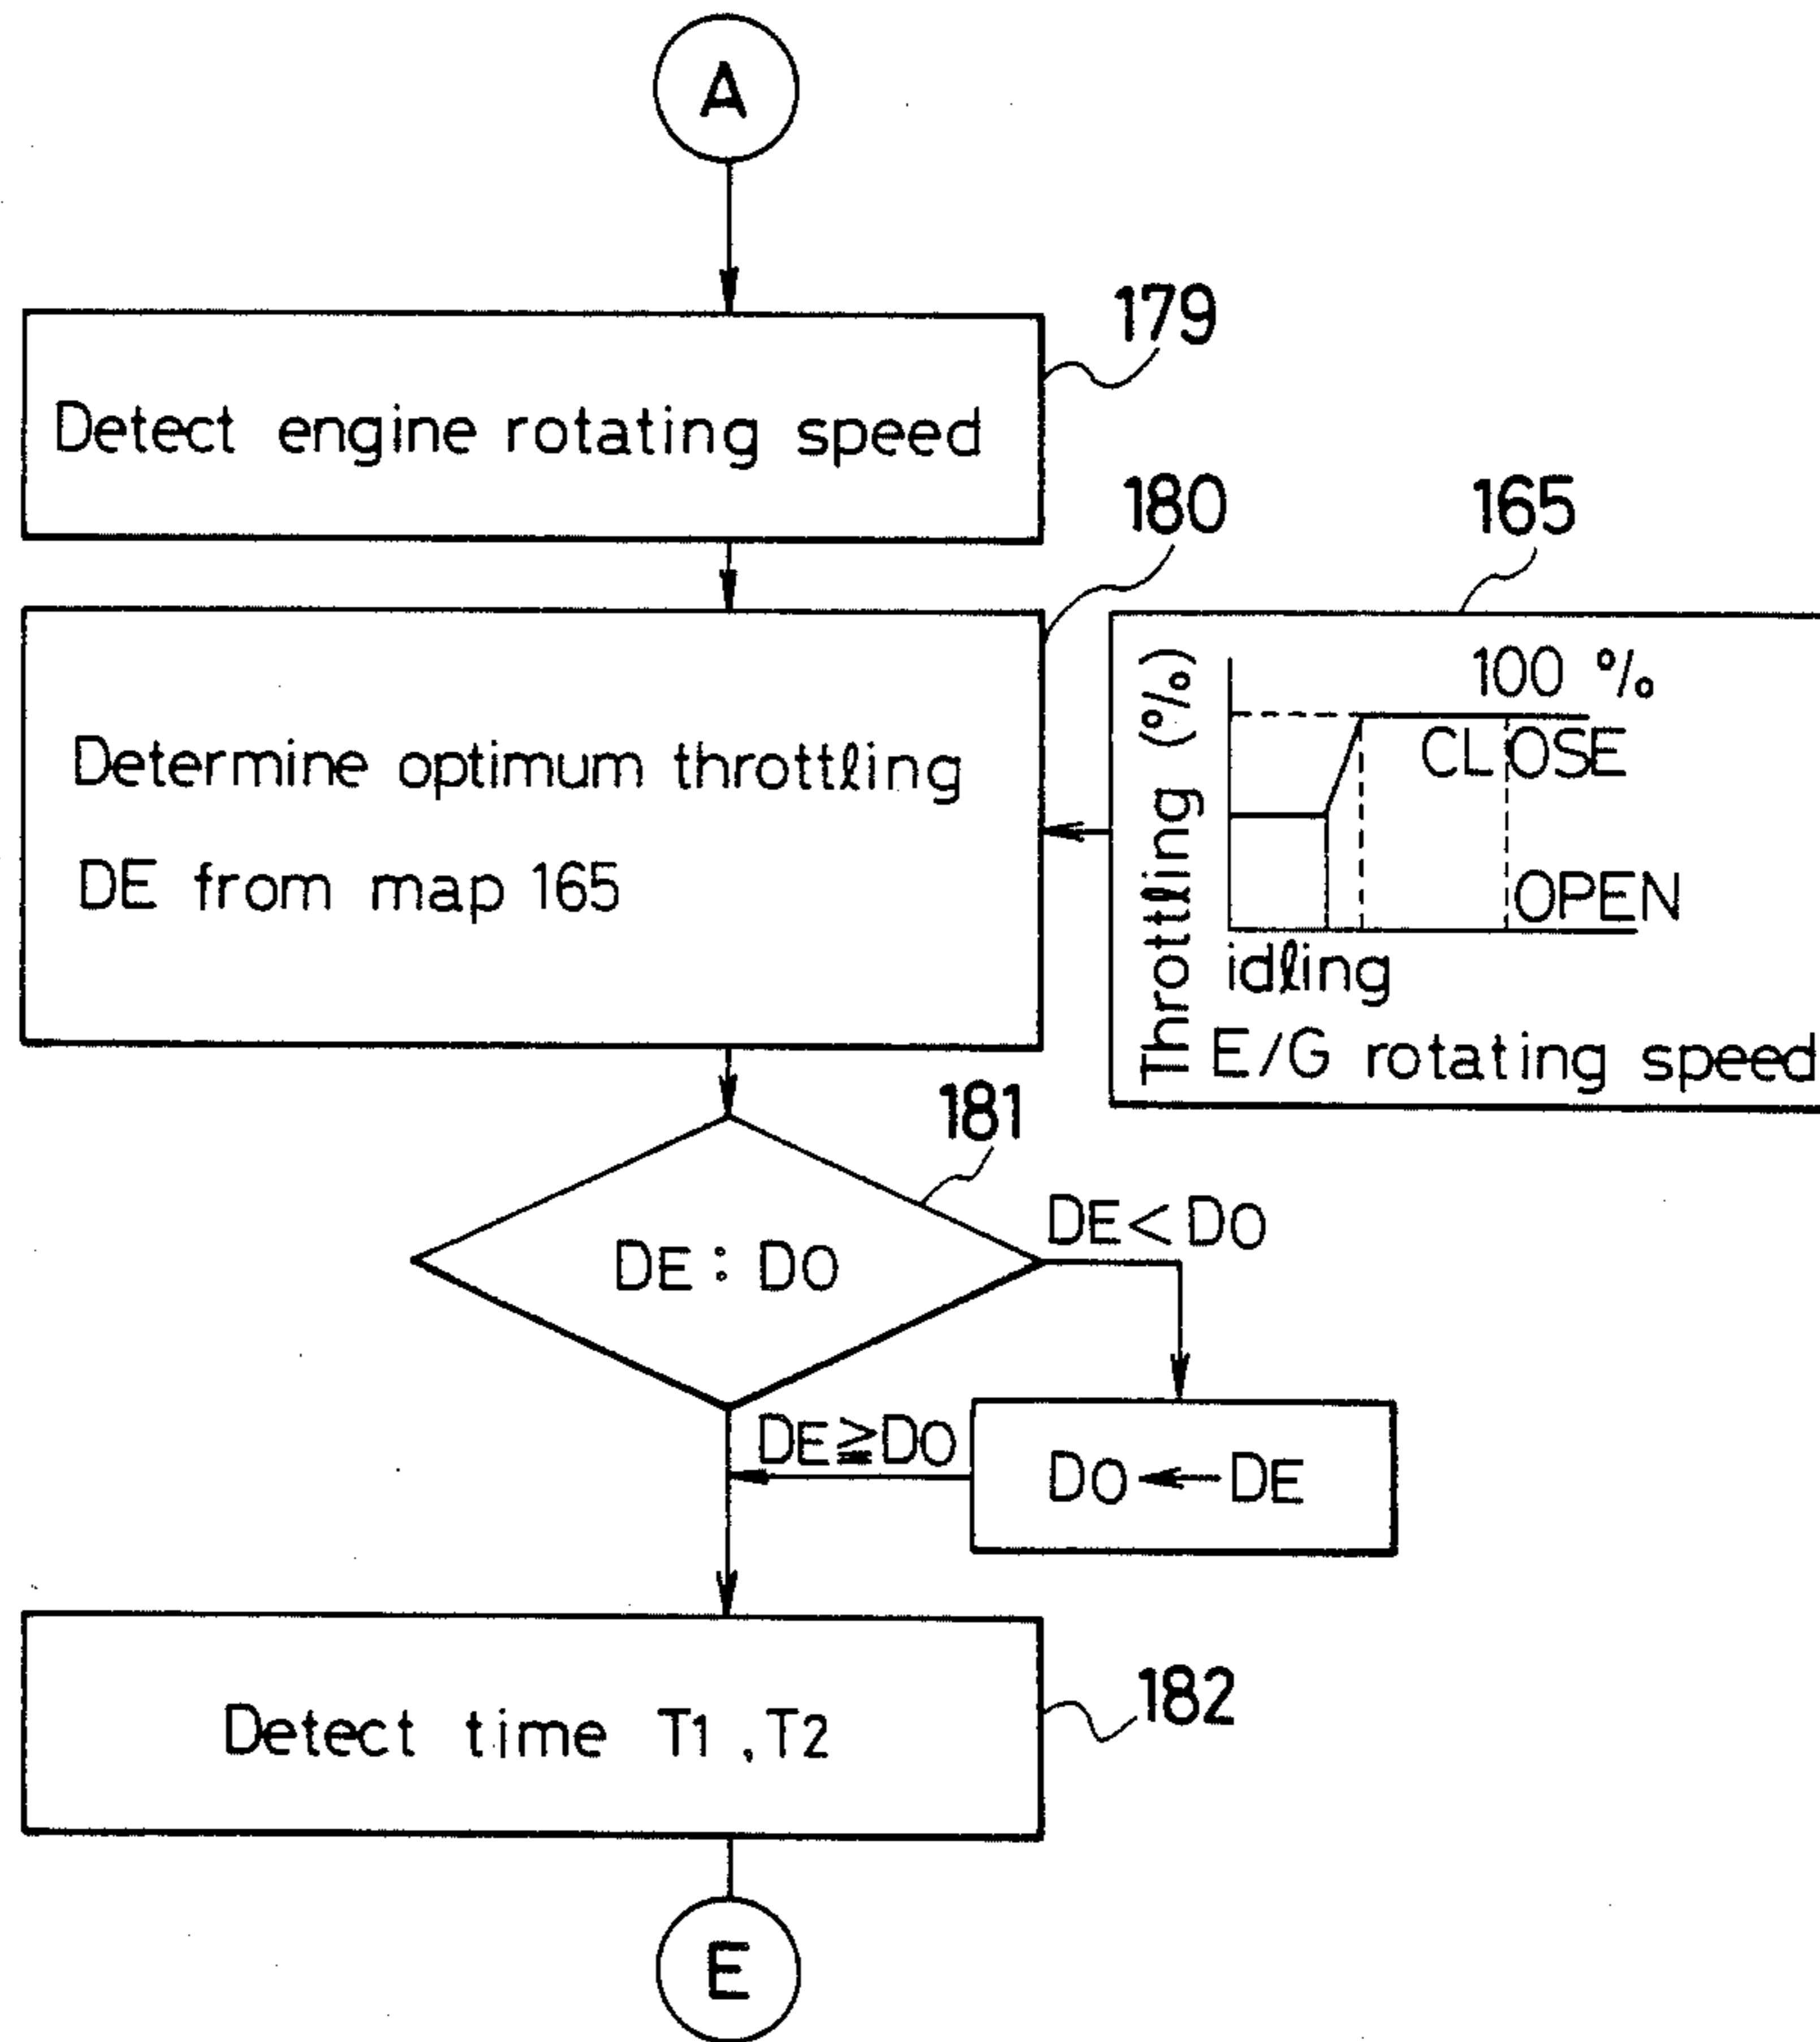 A
179
Detect engine rotating speed
180
165
Determine optimum throttling
DE from map 165
Throttling (%)
100 %
CLOSE
OPEN
idling
E/G rotating speed
181
DE : DO
DE < DO
DE ≧ DO
DO ← DE
182
Detect time T1 , T2
E